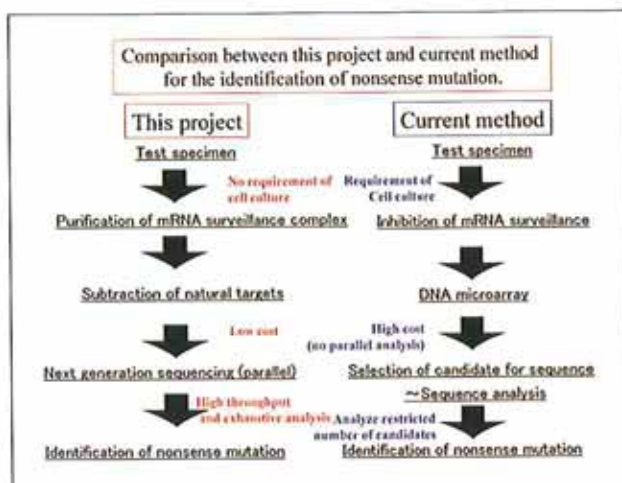 Comparison between this project and current method
for the identification of nonsense mutation.
This project
Current method
Test specimen
Test specimen
No requirement of
cell culture
Requirement of
Cell culture
Purification of mRNA surveillance complex
Inhibition of mRNA surveillance
Subtraction of natural targets
DNA microarray
Low cost
High cost
(no parallel analysis)
Next generation sequencing (parallel)
Selection of candidate for sequence
~Sequence analysis
High throughput
and exhaustive analysis
Analyze restricted
number of candidates
Identification of nonsense mutation
Identification of nonsense mutation